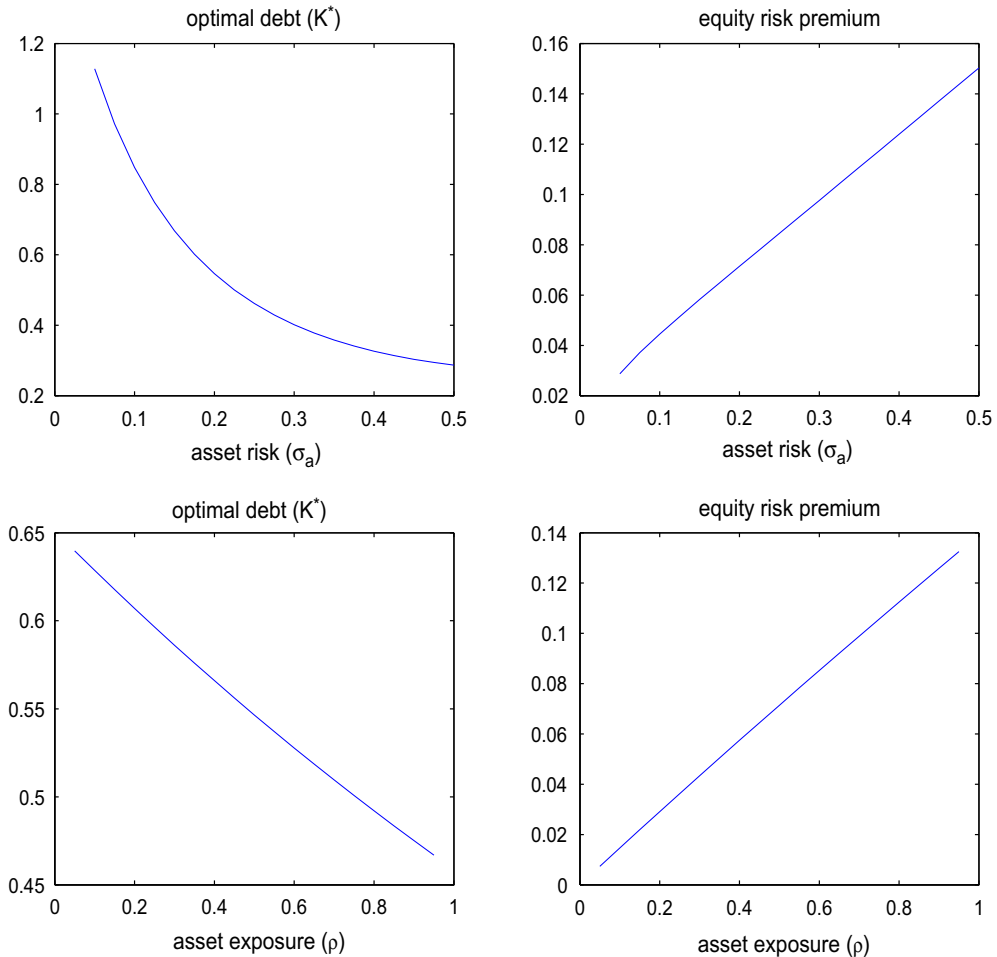 optimal debt (K*)
1.2
1
0.8
0.6
0.4
0.2
0 0.1 0.2 0.3 0.4 0.5
asset risk (σa)
equity risk premium
0.16
0.14
0.12
0.1
0.08
0.06
0.04
0.02
0 0.1 0.2 0.3 0.4 0.5
asset risk (σa)
optimal debt (K*)
0.65
0.6
0.55
0.5
0.45
0 0.2 0.4 0.6 0.8 1
asset exposure (ρ)
equity risk premium
0.14
0.12
0.1
0.08
0.06
0.04
0.02
0
0 0.2 0.4 0.6 0.8 1
asset exposure (ρ)